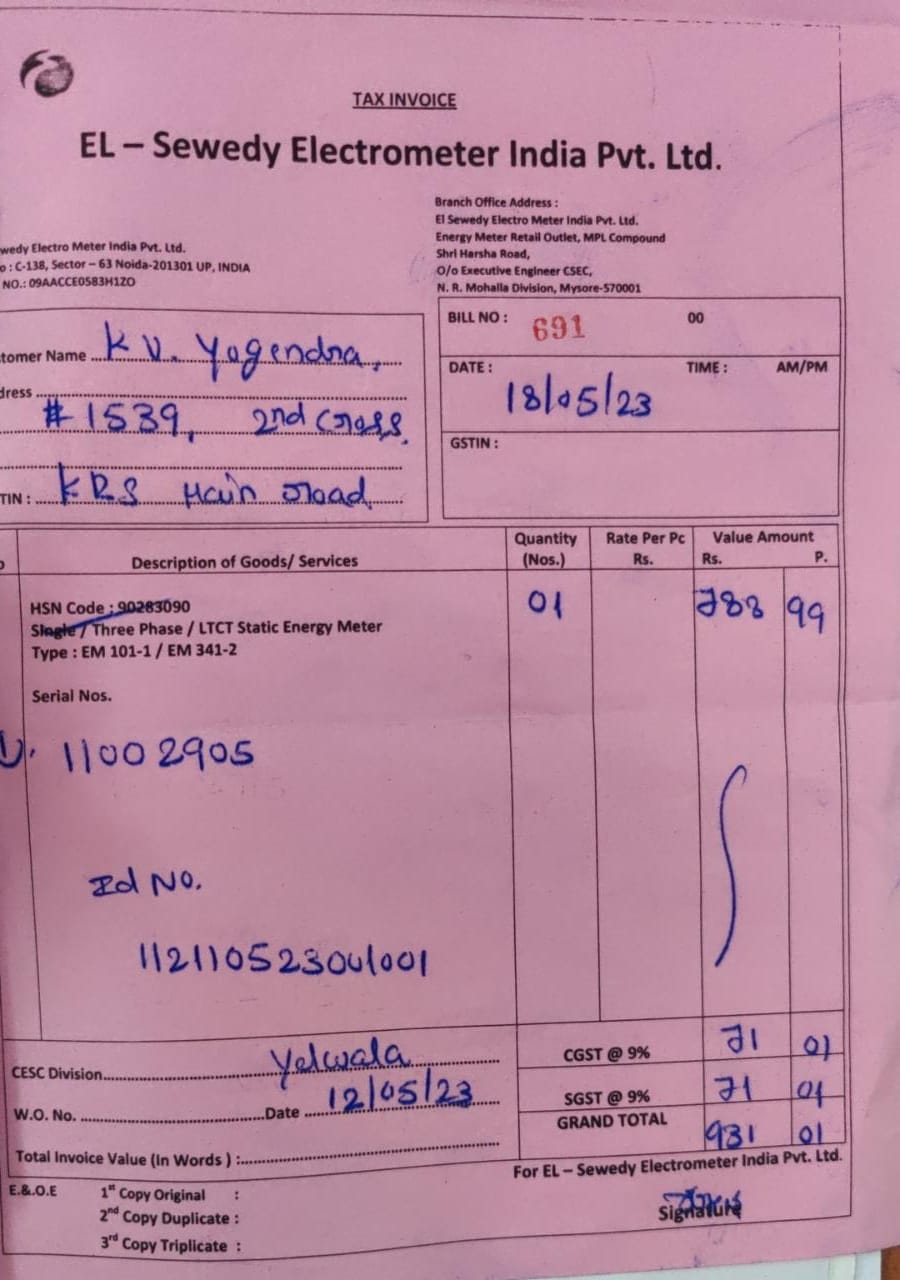 TAX INVOICE
EL – Sewedy Electrometer India Pvt. Ltd.
wedy Electro Meter India Pvt. Ltd.
o : C-138, Sector – 63 Noida-201301 UP, INDIA
NO.: 09AACCE0583H1ZO
Branch Office Address :
El Sewedy Electro Meter India Pvt. Ltd.
Energy Meter Retail Outlet, MPL Compound
Shri Harsha Road,
O/o Executive Engineer CSEC,
N. R. Mohalla Division, Mysore-570001
tomer Name ... K V. Yogendra,
dress
#1539, 2nd Cross,
TIN : KRS Main road
BILL NO : 691 00
DATE : TIME : AM/PM
18/05/23
GSTIN :
Description of Goods/ Services Quantity (Nos.) Rate Per Pc Rs. Value Amount Rs. P.
HSN Code : 90283090 01 788 99
Single / Three Phase / LTCT Static Energy Meter
Type : EM 101-1 / EM 341-2
Serial Nos.
11002905
Id No.
CESC Division Yelwala
W.O. No. Date 12/05/23
CGST @ 9% 71 01
SGST @ 9% 71 01
GRAND TOTAL 931 01
Total Invoice Value (In Words ) :
For EL – Sewedy Electrometer India Pvt. Ltd.
E.&.O.E 1st Copy Original :
2nd Copy Duplicate :
3rd Copy Triplicate :
Signature